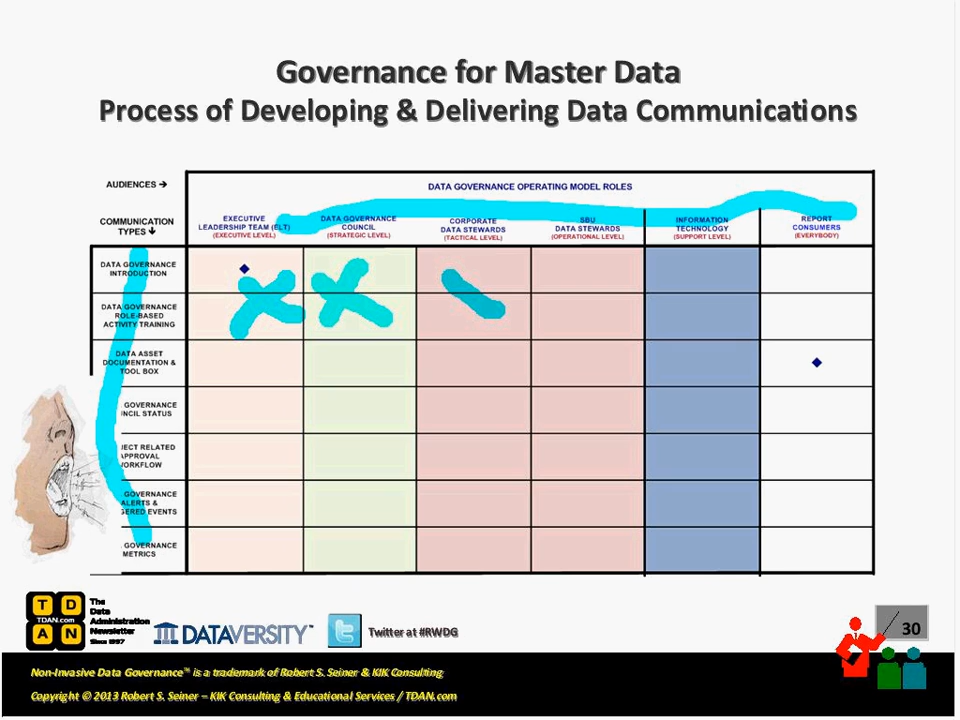 Governance for Master Data
Process of Developing & Delivering Data Communications
AUDIENCES →
DATA GOVERNANCE OPERATING MODEL ROLES
COMMUNICATION
TYPES ↓
EXECUTIVE
LEADERSHIP TEAM (ELT)
(EXECUTIVE LEVEL)
DATA GOVERNANCE
COUNCIL
(STRATEGIC LEVEL)
CORPORATE
DATA STEWARDS
(TACTICAL LEVEL)
SBU
DATA STEWARDS
(OPERATIONAL LEVEL)
INFORMATION
TECHNOLOGY
(SUPPORT LEVEL)
REPORT
CONSUMERS
(EVERYBODY)
DATA GOVERNANCE
INTRODUCTION
DATA GOVERNANCE
ROLE-BASED
ACTIVITY TRAINING
DATA ASSET
DOCUMENTATION &
TOOL BOX
GOVERNANCE
NCIL STATUS
JECT RELATED
APPROVAL
ORKFLOW
GOVERNANCE
ALERTS &
GERED EVENTS
GOVERNANCE
METRICS
T D
TDAN.com
A N
The
Data
Administration
Newsletter
Since 1997
DATAVERSITY™
Twitter at #RWDG
30
Non-Invasive Data Governance™ is a trademark of Robert S. Seiner & KIK Consulting
Copyright © 2013 Robert S. Seiner – KIK Consulting & Educational Services / TDAN.com